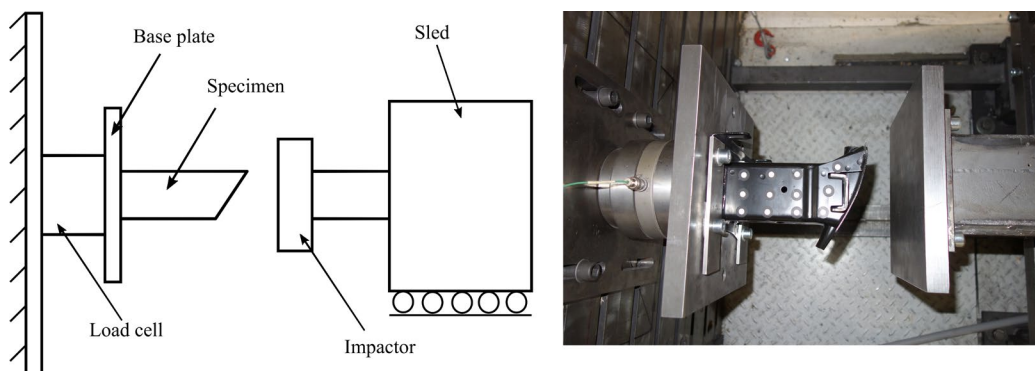 Base plate
Sled
Specimen
Load cell
Impactor